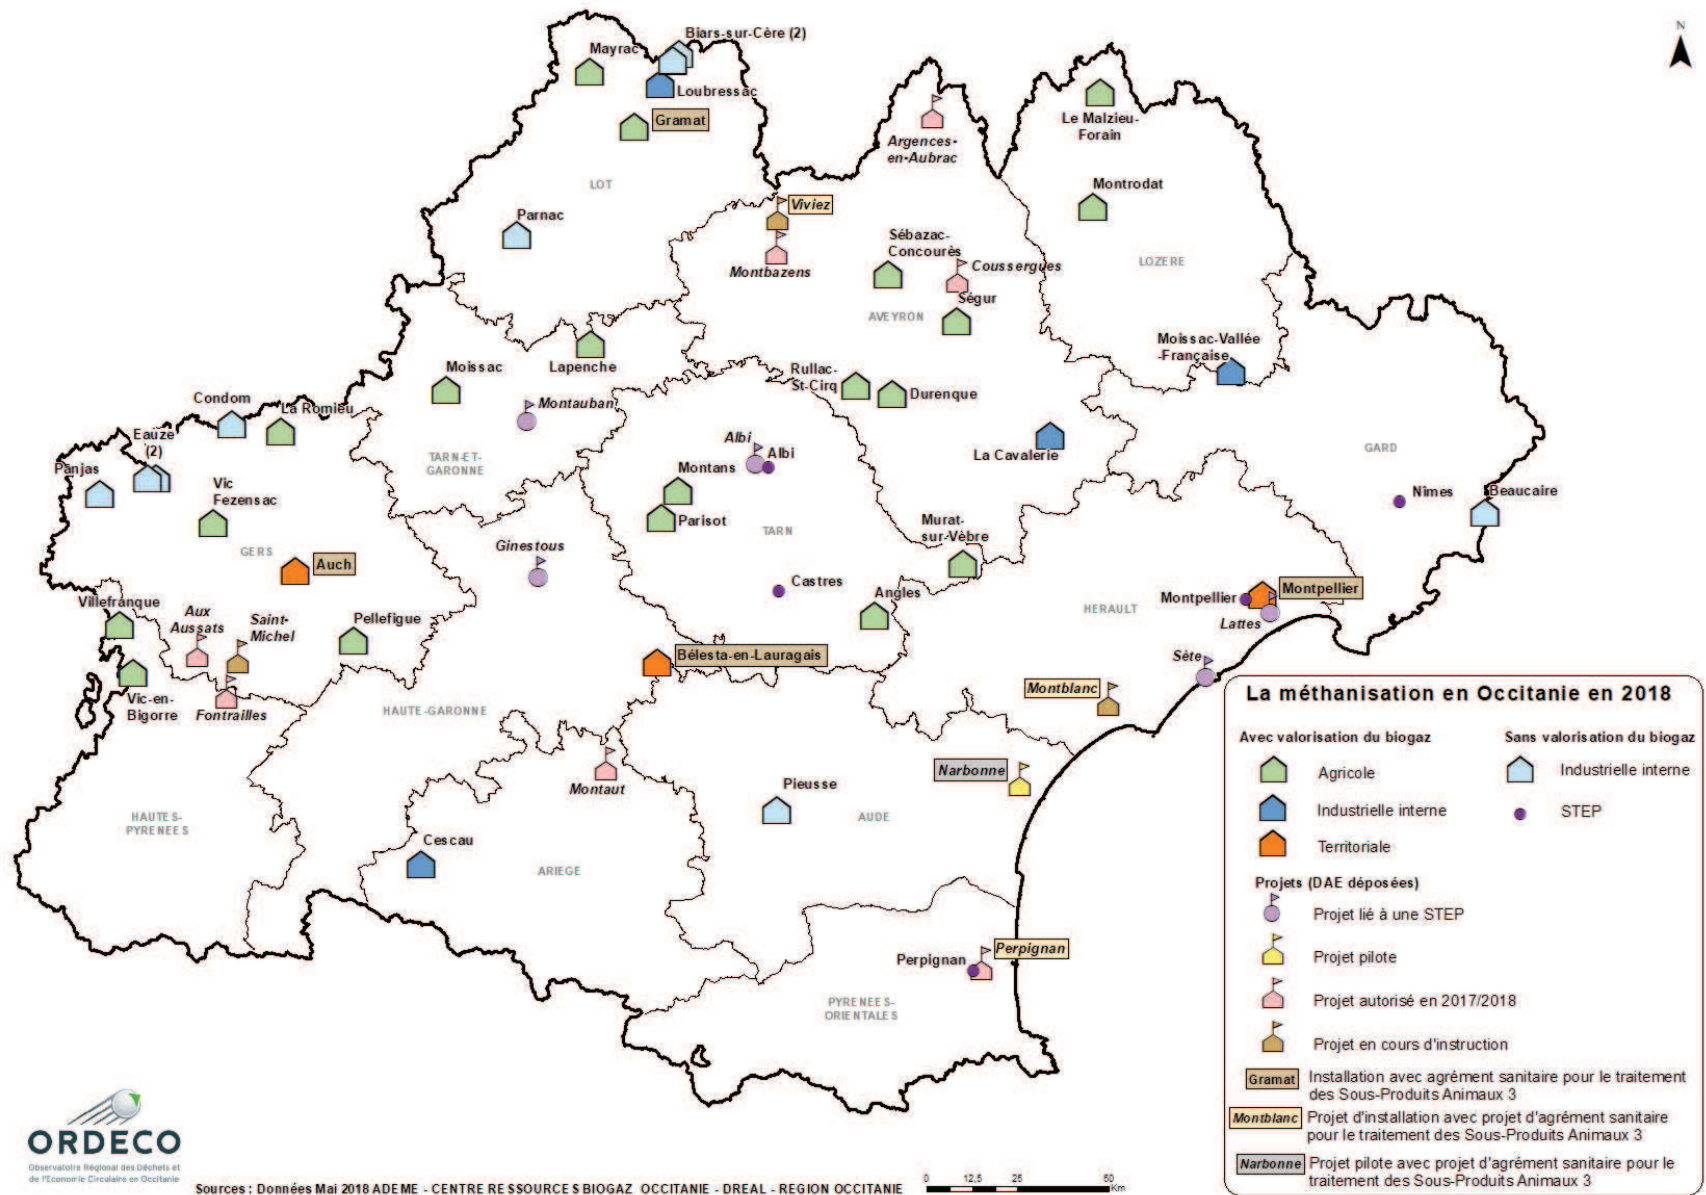 N
Biars-sur-Cère (2)
Mayrac
Loubressac
Gramat
Le Malzieu-
Forain
Argences-
en-Aubrac
LOT
Montrodat
Viviez
Parnac
Sébazac-
Concourès
Montbazens
Coussergues
LOZERE
Ségur
AVEYRON
Moissac-Vallée
-Française
Lapenche
Moissac
Rullac-
St-Cirq
Durenque
Condom
La Romieu
Montauban
Eauze
(2)
Albi
Albi
La Cavalerie
GARD
TARN-ET-
GARONNE
Panjas
Montans
Vic
Fezensac
Nîmes
Beaucaire
Parisot
Murat-
sur-Vèbre
TARN
Ginestous
GERS
Auch
Castres
Montpellier
Montpellier
Villefranque
Angles
HERAULT
Aux
Aussats
Saint-
Michel
Pellefigue
Lattes
Bélesta-en-Lauragais
Sète
Montblanc
Vic-en-
Bigorre
Fontrailles
HAUTE-GARONNE
Narbonne
Montaut
Pieusse
HAUTES-
PYRENEES
AUDE
Cescau
ARIEGE
Perpignan
Perpignan
PYRENEES-
ORIENTALES
La méthanisation en Occitanie en 2018
Avec valorisation du biogaz
Sans valorisation du biogaz
Agricole
Industrielle interne
Industrielle interne
STEP
Territoriale
Projets (DAE déposées)
Projet lié à une STEP
Projet pilote
Projet autorisé en 2017/2018
Projet en cours d'instruction
Gramat Installation avec agrément sanitaire pour le traitement
des Sous-Produits Animaux 3
Montblanc Projet d'installation avec projet d'agrément sanitaire
pour le traitement des Sous-Produits Animaux 3
Narbonne Projet pilote avec projet d'agrément sanitaire pour le
traitement des Sous-Produits Animaux 3
ORDECO
Observatoire Régional des Déchets et
de l'Economie Circulaire en Occitanie
Sources : Données Mai 2018 ADEME - CENTRE RESSOURCES BIOGAZ OCCITANIE - DREAL - REGION OCCITANIE
0 12,5 25 50
Km